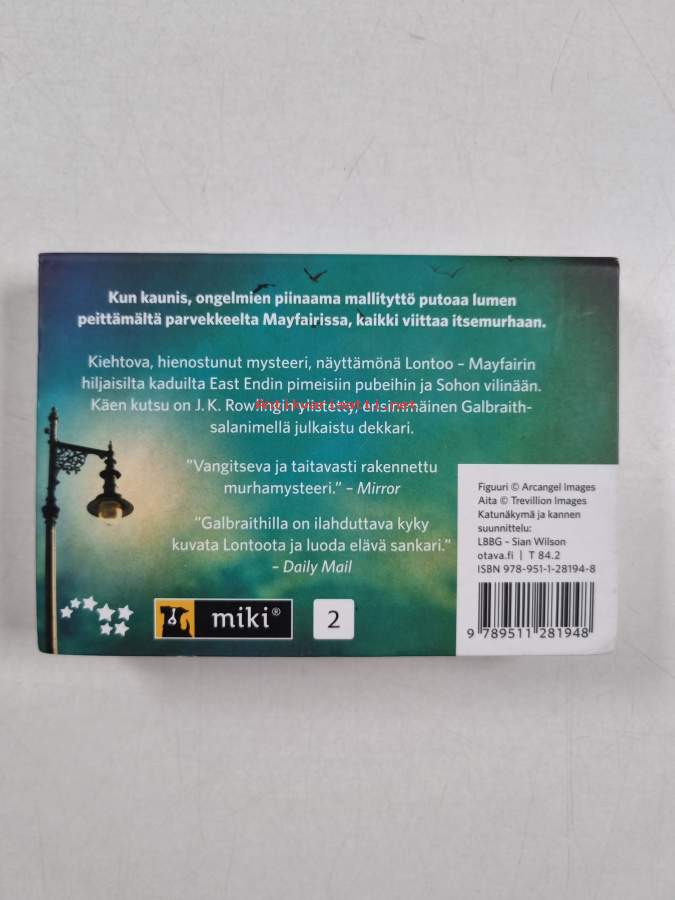 Kun kaunis, ongelmien piinaama mallityttö putoaa lumen
peittämältä parvekkeelta Mayfairissa, kaikki viittaa itsemurhaan.
Kiehtova, hienostunut mysteeri, näyttämönä Lontoo – Mayfairin
hiljaisilta kaduilta East Endin pimeisiin pubeihin ja Sohon vilinään.
Käen kutsu on J. K. Rowlingin ylistetty, ensimmäinen Galbraith-
antikvariaatti.net
salanimellä julkaistu dekkari.
”Vangitseva ja taitavasti rakennettu
murhamysteeri.” – Mirror
”Galbraithilla on ilahduttava kyky
kuvata Lontoota ja luoda elävä sankari.”
– Daily Mail
miki®
2
Figuuri © Arcangel Images
Aita © Trevillion Images
Katunäkymä ja kannen
suunnittelu:
LBBG – Sian Wilson
otava.fi | T 84.2
ISBN 978-951-1-28194-8
9 789511 281948